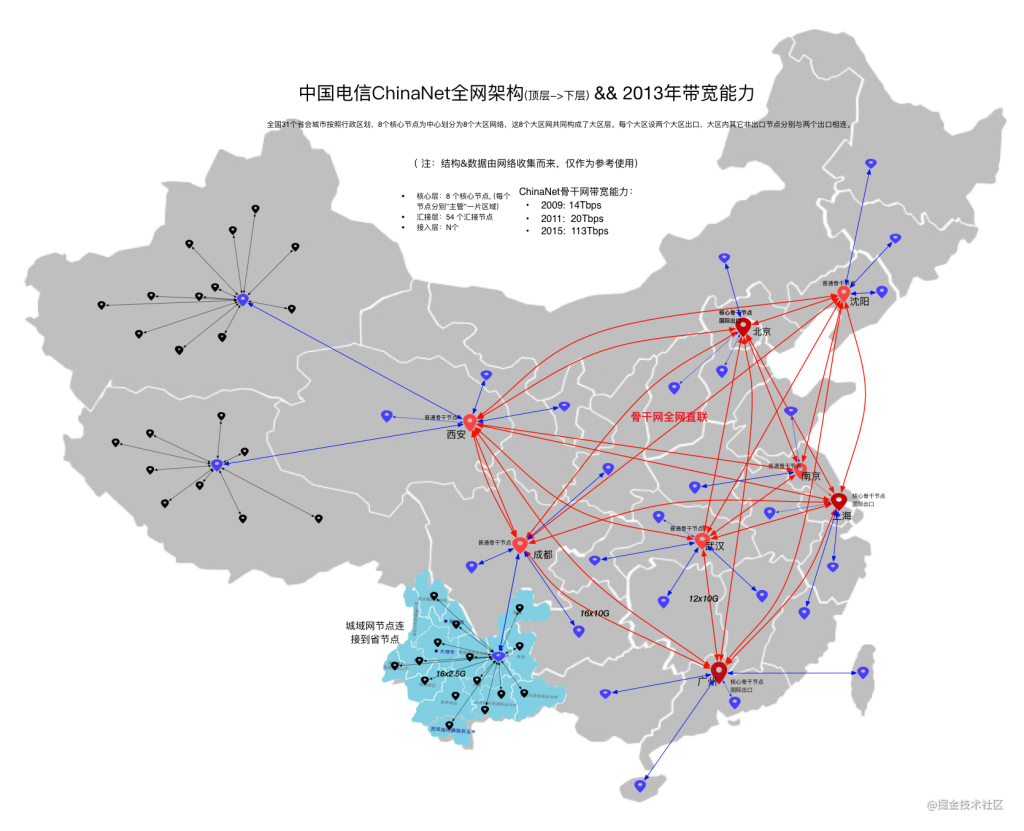 中国电信ChinaNet全网架构(顶层->下层) && 2013年带宽能力
全国31个省会城市按照行政区划，8个核心节点为中心划分为8个大区网络，这8个大区网共同构成了大区层。每个大区设两个大区出口，大区内其它非出口节点分别与两个出口相连。
（ 注：结构&数据由网络收集而来，仅作为参考使用）
• 核心层：8 个核心节点, (每个
节点分别"主管"一片区域)
• 汇接层：54 个汇接节点
• 接入层：N个
ChinaNet骨干网带宽能力：
• 2009: 14Tbps
• 2011: 20Tbps
• 2015: 113Tbps
普通骨干节
沈阳
核心骨干节点
国际出口
北京
骨干网全网直联
普通骨干节点
西安
普通骨干节点
南京
核心骨干节点
国际出口
上海
普通骨干节点
武汉
普通骨干节点
成都
16x10G
12x10G
城域网节点连
接到省节点
16x2.5G
广州
核心骨干节点
国际出口
@掘金技术社区